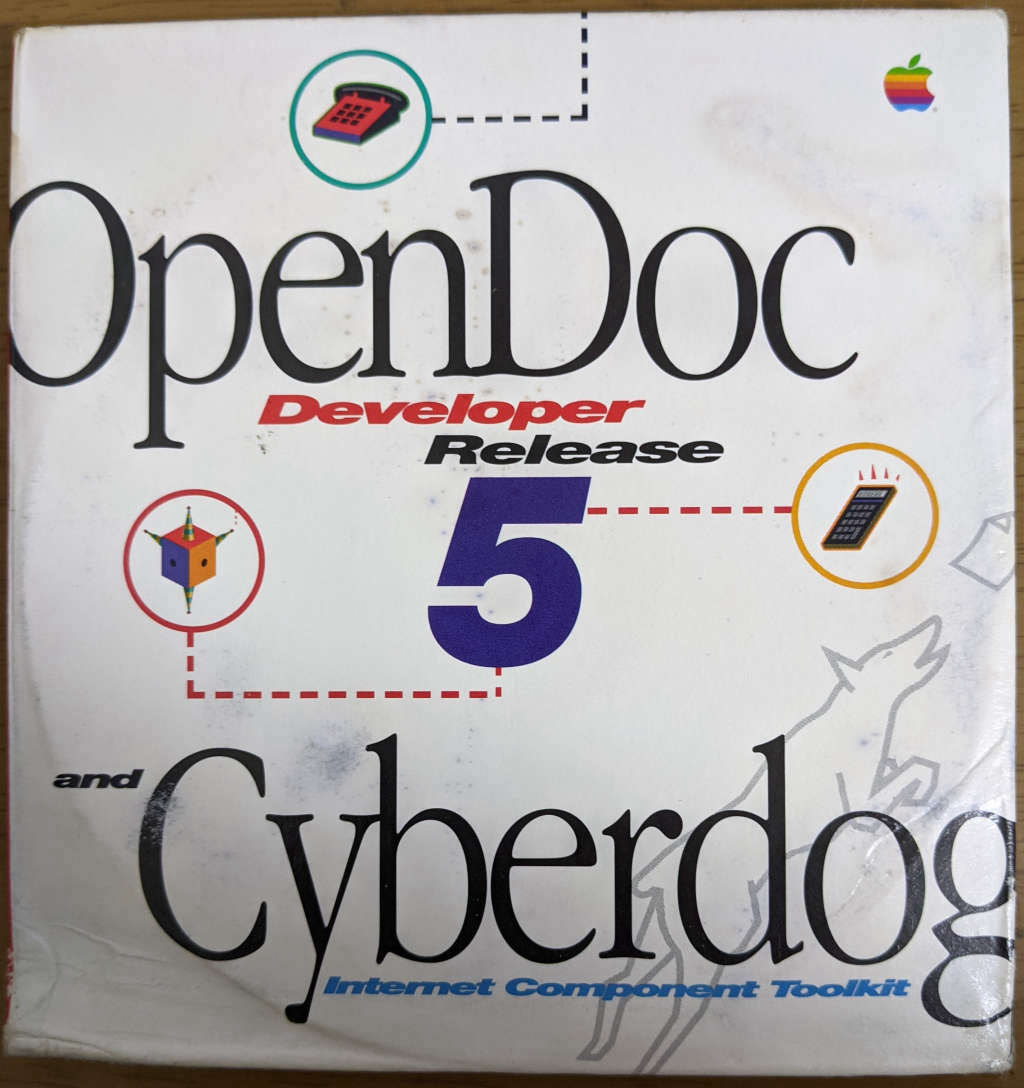 OpenDoc
Developer
Release
5
and Cyberdog
Internet Component Toolkit